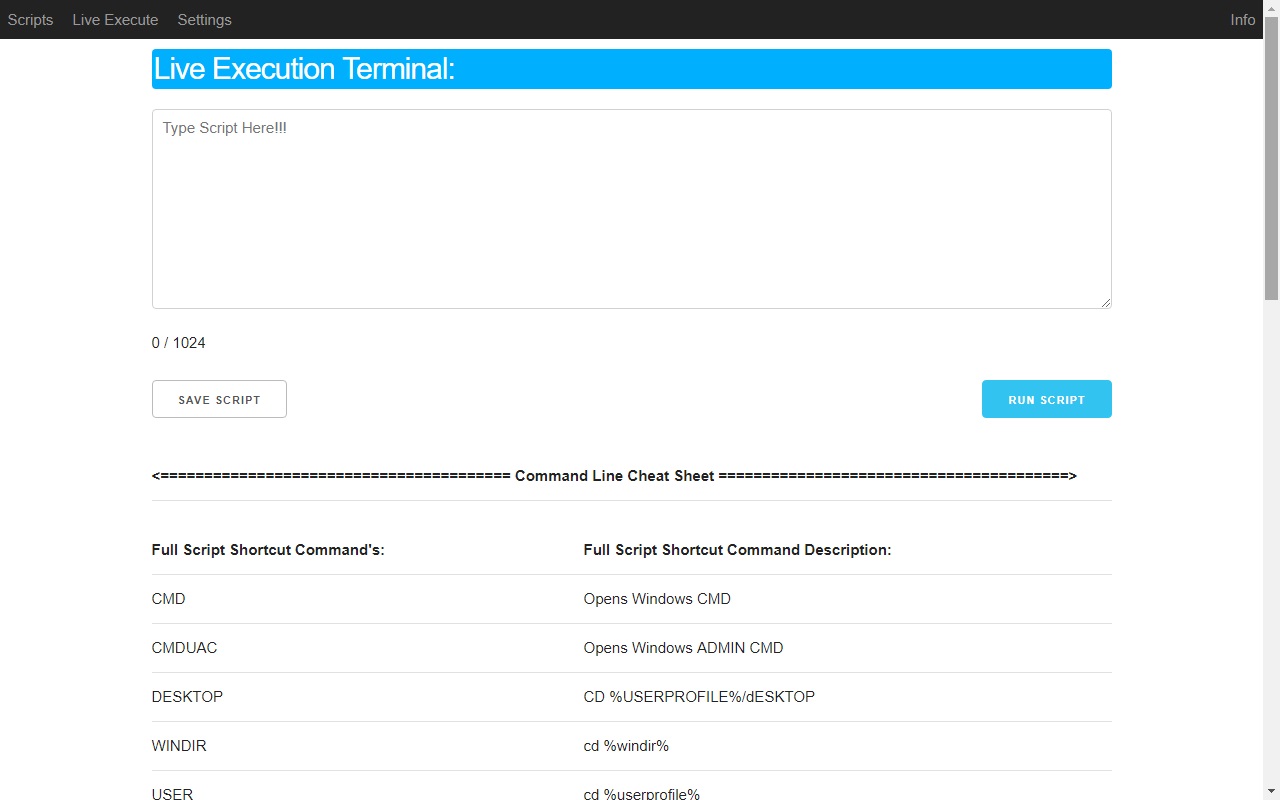 Scripts Live Execute Settings Info
Live Execution Terminal:
Type Script Here!!!
0 / 1024
SAVE SCRIPT RUN SCRIPT
<======================================== Command Line Cheat Sheet ========================================>
Full Script Shortcut Command's: Full Script Shortcut Command Description:
CMD Opens Windows CMD
CMDUAC Opens Windows ADMIN CMD
DESKTOP CD %USERPROFILE%/dESKTOP
WINDIR cd %windir%
USER cd %userprofile%